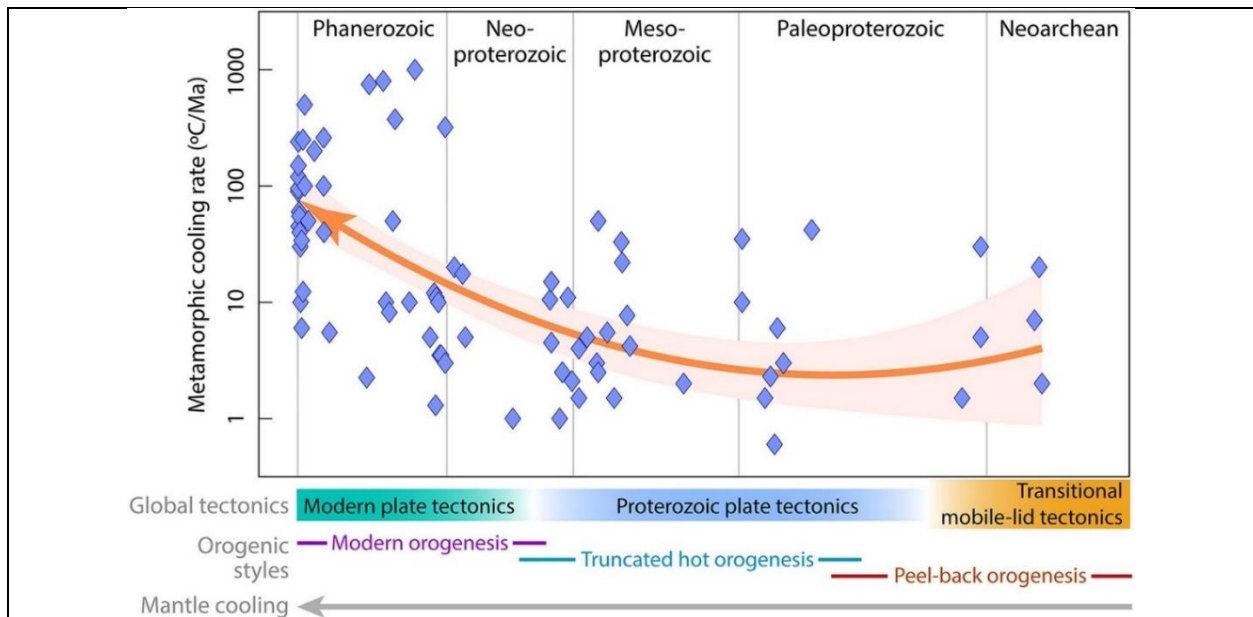 Phanerozoic
Neo-
proterozoic
Meso-
proterozoic
Paleoproterozoic
Neoarchean
Metamorphic cooling rate (ºC/Ma)
1000
100
10
1
Global tectonics
Modern plate tectonics
Proterozoic plate tectonics
Transitional
mobile-lid tectonics
Orogenic
styles
Modern orogenesis
Truncated hot orogenesis
Peel-back orogenesis
Mantle cooling